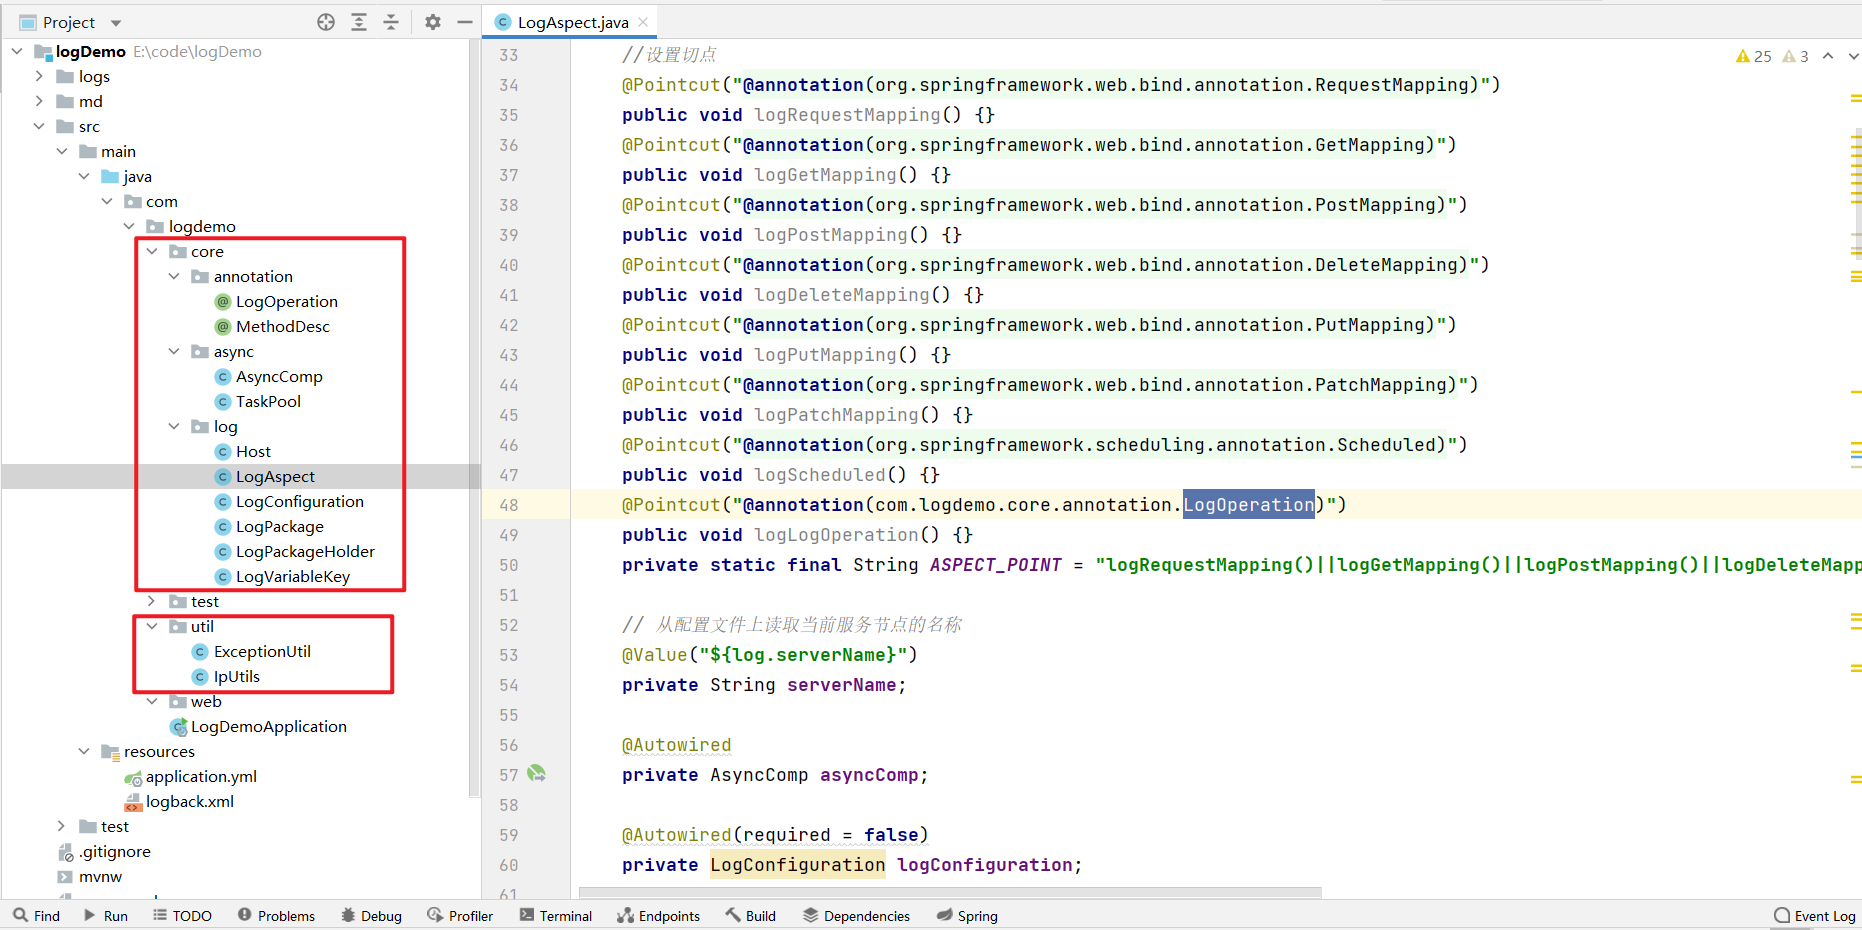 Project
logDemo E:\code\logDemo
logs
md
src
main
java
com
logdemo
core
annotation
LogOperation
MethodDesc
async
AsyncComp
TaskPool
log
Host
LogAspect
LogConfiguration
LogPackage
LogPackageHolder
LogVariableKey
test
util
ExceptionUtil
IpUtils
web
LogDemoApplication
resources
application.yml
logback.xml
test
.gitignore
mvnw
LogAspect.java
25 3
33 //设置切点
34 @Pointcut("@annotation(org.springframework.web.bind.annotation.RequestMapping)")
35 public void logRequestMapping() {}
36 @Pointcut("@annotation(org.springframework.web.bind.annotation.GetMapping)")
37 public void logGetMapping() {}
38 @Pointcut("@annotation(org.springframework.web.bind.annotation.PostMapping)")
39 public void logPostMapping() {}
40 @Pointcut("@annotation(org.springframework.web.bind.annotation.DeleteMapping)")
41 public void logDeleteMapping() {}
42 @Pointcut("@annotation(org.springframework.web.bind.annotation.PutMapping)")
43 public void logPutMapping() {}
44 @Pointcut("@annotation(org.springframework.web.bind.annotation.PatchMapping)")
45 public void logPatchMapping() {}
46 @Pointcut("@annotation(org.springframework.scheduling.annotation.Scheduled)")
47 public void logScheduled() {}
48 @Pointcut("@annotation(com.logdemo.core.annotation.LogOperation)")
49 public void logLogOperation() {}
50 private static final String ASPECT_POINT = "logRequestMapping()||logGetMapping()||logPostMapping()||logDeleteMapp
51
52 // 从配置文件上读取当前服务节点的名称
53 @Value("${log.serverName}")
54 private String serverName;
55
56 @Autowired
57 private AsyncComp asyncComp;
58
59 @Autowired(required = false)
60 private LogConfiguration logConfiguration;
61
Find Run TODO Problems Debug Profiler Terminal Endpoints Build Dependencies Spring Event Log